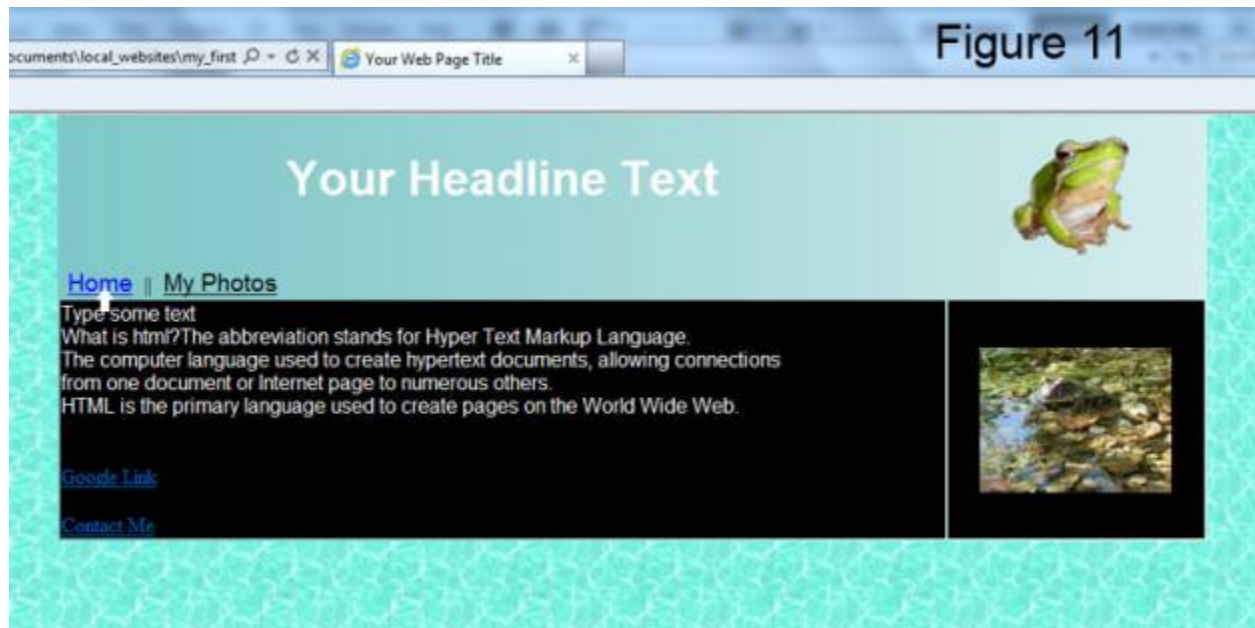 Figure 11
ocuments\local_websites\my_first
Your Web Page Title
Your Headline Text
Home || My Photos
Type some text
What is html?The abbreviation stands for Hyper Text Markup Language.
The computer language used to create hypertext documents, allowing connections
from one document or Internet page to numerous others.
HTML is the primary language used to create pages on the World Wide Web.
Google Link
Contact Me